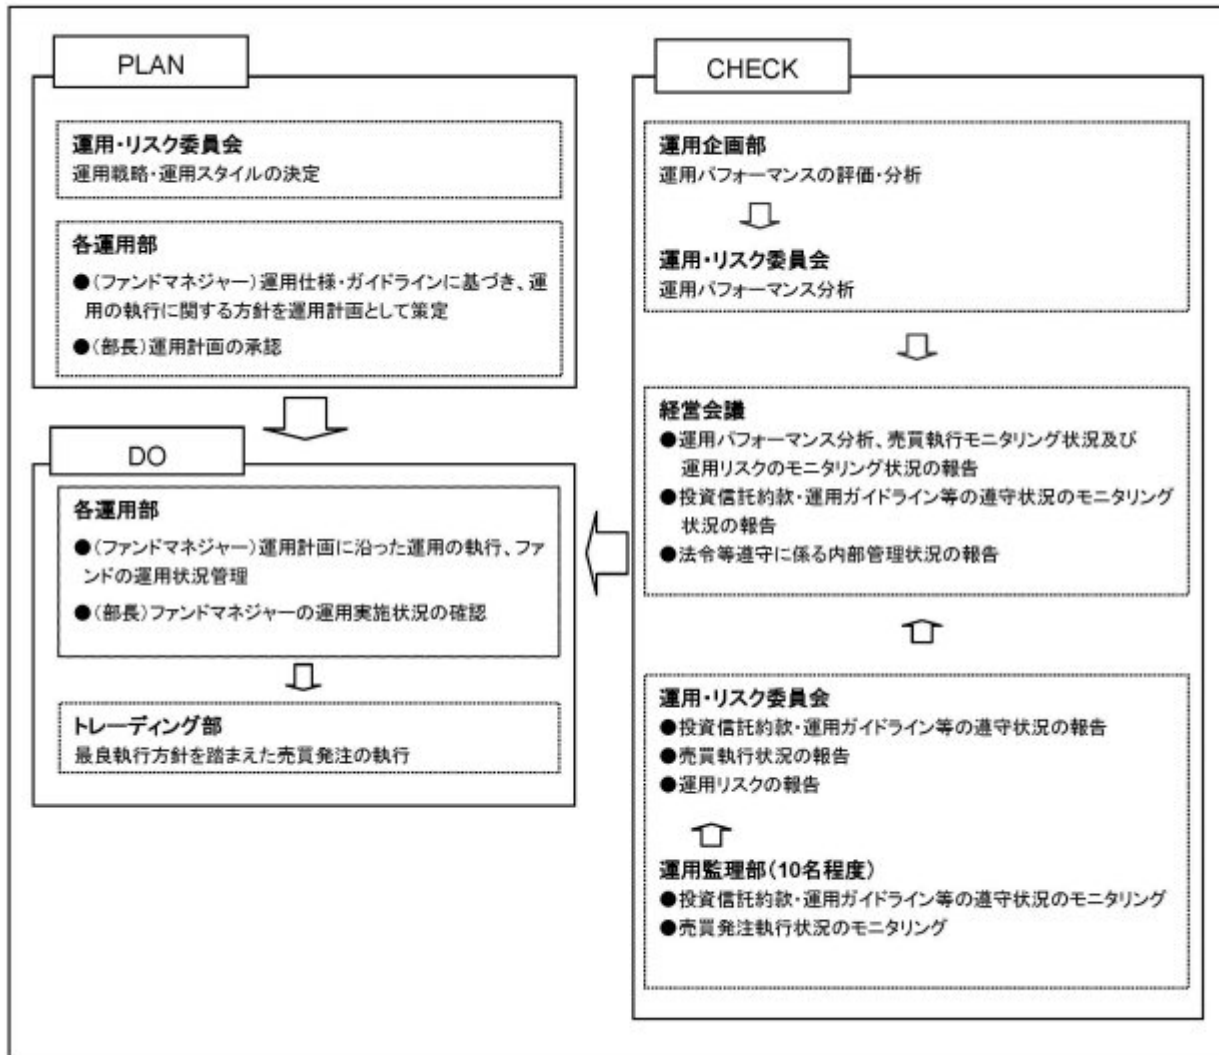 PLAN
運用・リスク委員会
運用戦略・運用スタイルの決定
各運用部
●(ファンドマネジャー)運用仕様・ガイドラインに基づき、運
用の執行に関する方針を運用計画として策定
●(部長)運用計画の承認
DO
各運用部
●(ファンドマネジャー)運用計画に沿った運用の執行、ファ
ンドの運用状況管理
●(部長)ファンドマネジャーの運用実施状況の確認
トレーディング部
最良執行方針を踏まえた売買発注の執行
CHECK
運用企画部
運用パフォーマンスの評価・分析
運用・リスク委員会
運用パフォーマンス分析
経営会議
●運用パフォーマンス分析、売買執行モニタリング状況及び
運用リスクのモニタリング状況の報告
●投資信託約款・運用ガイドライン等の遵守状況のモニタリング
状況の報告
●法令等遵守に係る内部管理状況の報告
運用・リスク委員会
●投資信託約款・運用ガイドライン等の遵守状況の報告
●売買執行状況の報告
●運用リスクの報告
運用監理部(10名程度)
●投資信託約款・運用ガイドライン等の遵守状況のモニタリング
●売買発注執行状況のモニタリング